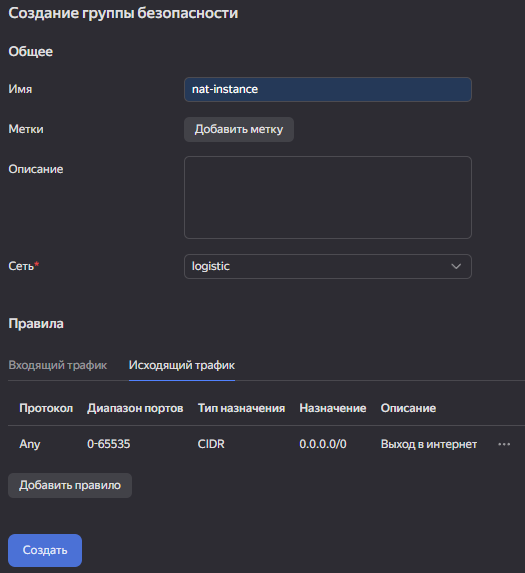 Создание группы безопасности
Общее
Имя nat-instance
Метки Добавить метку
Описание
Сеть* logistic
Правила
Входящий трафик Исходящий трафик
Протокол Диапазон портов Тип назначения Назначение Описание
Any 0-65535 CIDR 0.0.0.0/0 Выход в интернет ...
Добавить правило
Создать